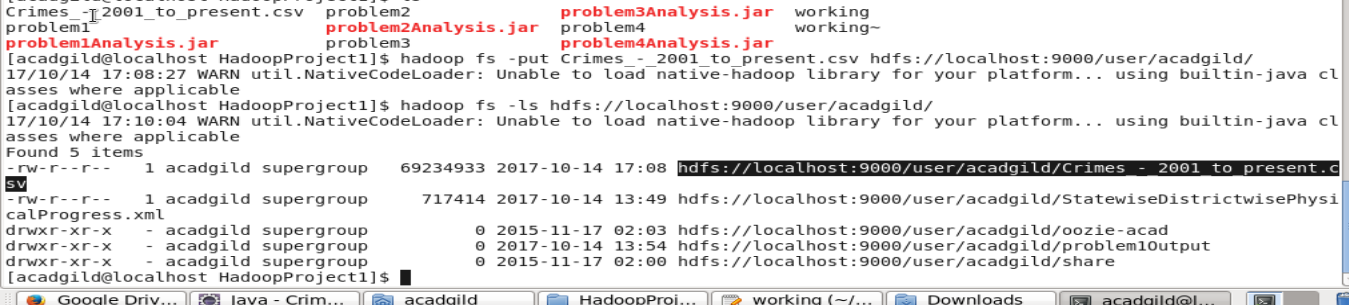 Crimes_-_2001_to_present.csv  problem2            problem3Analysis.jar  working
problem1                      problem2Analysis.jar  problem4              working~
problem1Analysis.jar          problem3            problem4Analysis.jar
[acadgild@localhost HadoopProject1]$ hadoop fs -put Crimes_-_2001_to_present.csv hdfs://localhost:9000/user/acadgild/
17/10/14 17:08:27 WARN util.NativeCodeLoader: Unable to load native-hadoop library for your platform... using builtin-java cl
asses where applicable
[acadgild@localhost HadoopProject1]$ hadoop fs -ls hdfs://localhost:9000/user/acadgild/
17/10/14 17:10:04 WARN util.NativeCodeLoader: Unable to load native-hadoop library for your platform... using builtin-java cl
asses where applicable
Found 5 items
-rw-r--r--   1 acadgild supergroup   69234933 2017-10-14 17:08 hdfs://localhost:9000/user/acadgild/Crimes_-_2001_to_present.c
sv
-rw-r--r--   1 acadgild supergroup     717414 2017-10-14 13:49 hdfs://localhost:9000/user/acadgild/StatewiseDistrictwisePhysi
calProgress.xml
drwxr-xr-x   - acadgild supergroup          0 2015-11-17 02:03 hdfs://localhost:9000/user/acadgild/oozie-acad
drwxr-xr-x   - acadgild supergroup          0 2017-10-14 13:54 hdfs://localhost:9000/user/acadgild/problem1Output
drwxr-xr-x   - acadgild supergroup          0 2015-11-17 02:00 hdfs://localhost:9000/user/acadgild/share
[acadgild@localhost HadoopProject1]$
Google Driv... Java - Crim... acadgild HadoopProj... working (~/... Downloads acadgild@l...